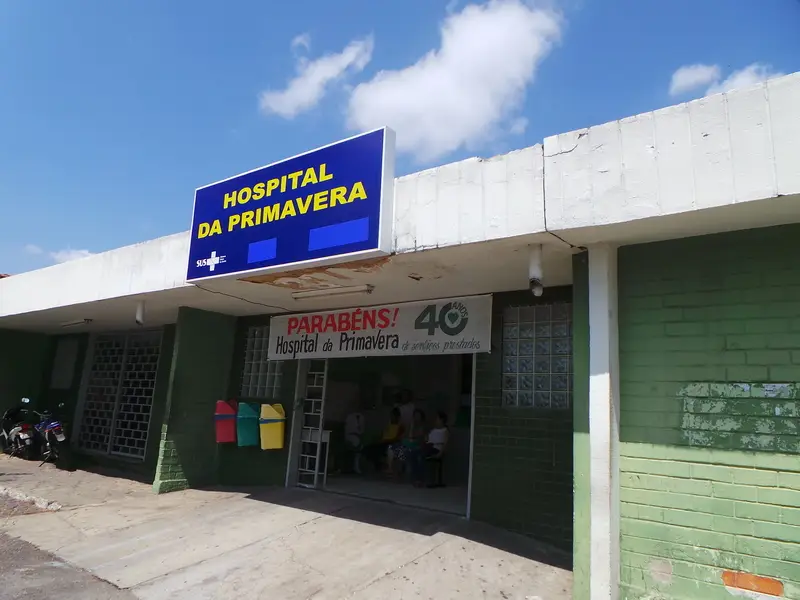 HOSPITAL
DA PRIMAVERA
SUS
PARABÉNS!
Hospital da Primavera
40 ANOS
de serviços prestados